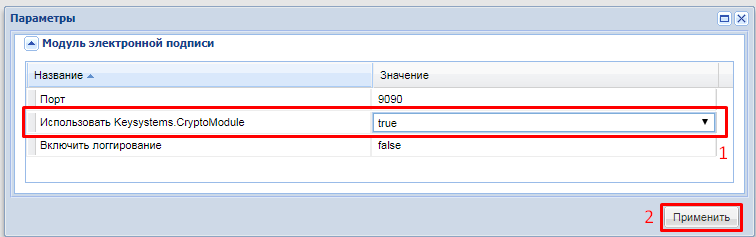 Параметры
Модуль электронной подписи
Название Значение
Порт 9090
Использовать Keysystems.CryptoModule true
1
Включить логгирование false
2 Применить